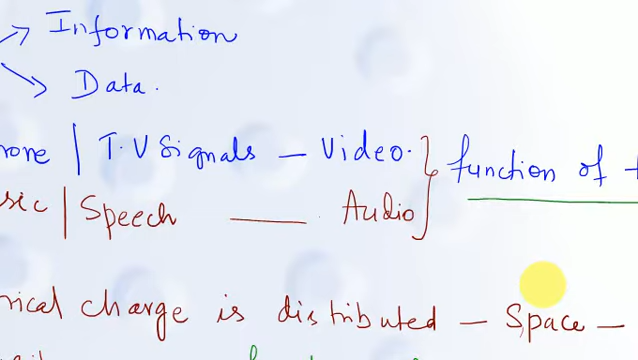 Information
Data.
| T.V Signals — Video.
| Speech — Audio } function of
charge is distributed — Space —